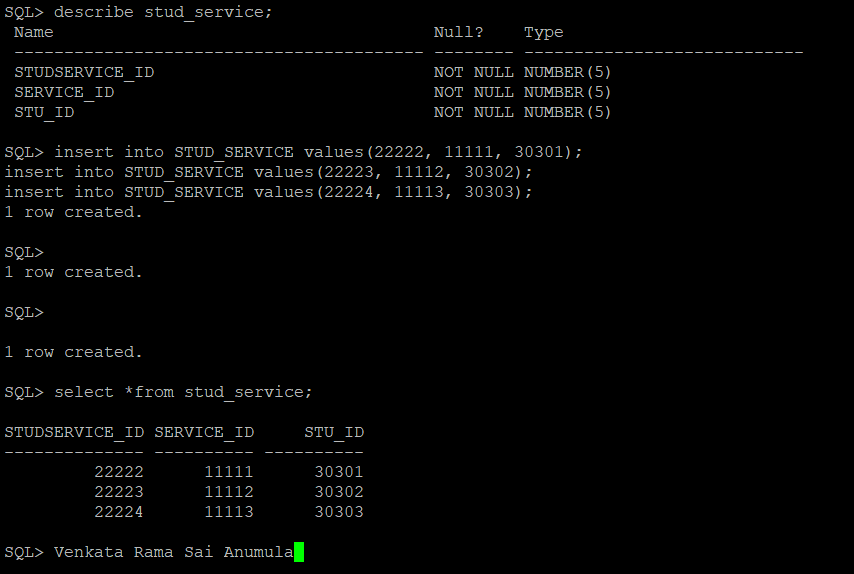 SQL> describe stud_service;
Name Null? Type
----------------------------------------- -------- ----------------------------
STUDSERVICE_ID NOT NULL NUMBER(5)
SERVICE_ID NOT NULL NUMBER(5)
STU_ID NOT NULL NUMBER(5)
SQL> insert into STUD_SERVICE values(22222, 11111, 30301);
insert into STUD_SERVICE values(22223, 11112, 30302);
insert into STUD_SERVICE values(22224, 11113, 30303);
1 row created.
SQL>
1 row created.
SQL>
1 row created.
SQL> select *from stud_service;
STUDSERVICE_ID SERVICE_ID STU_ID
-------------- ---------- ----------
22222 11111 30301
22223 11112 30302
22224 11113 30303
SQL> Venkata Rama Sai Anumula